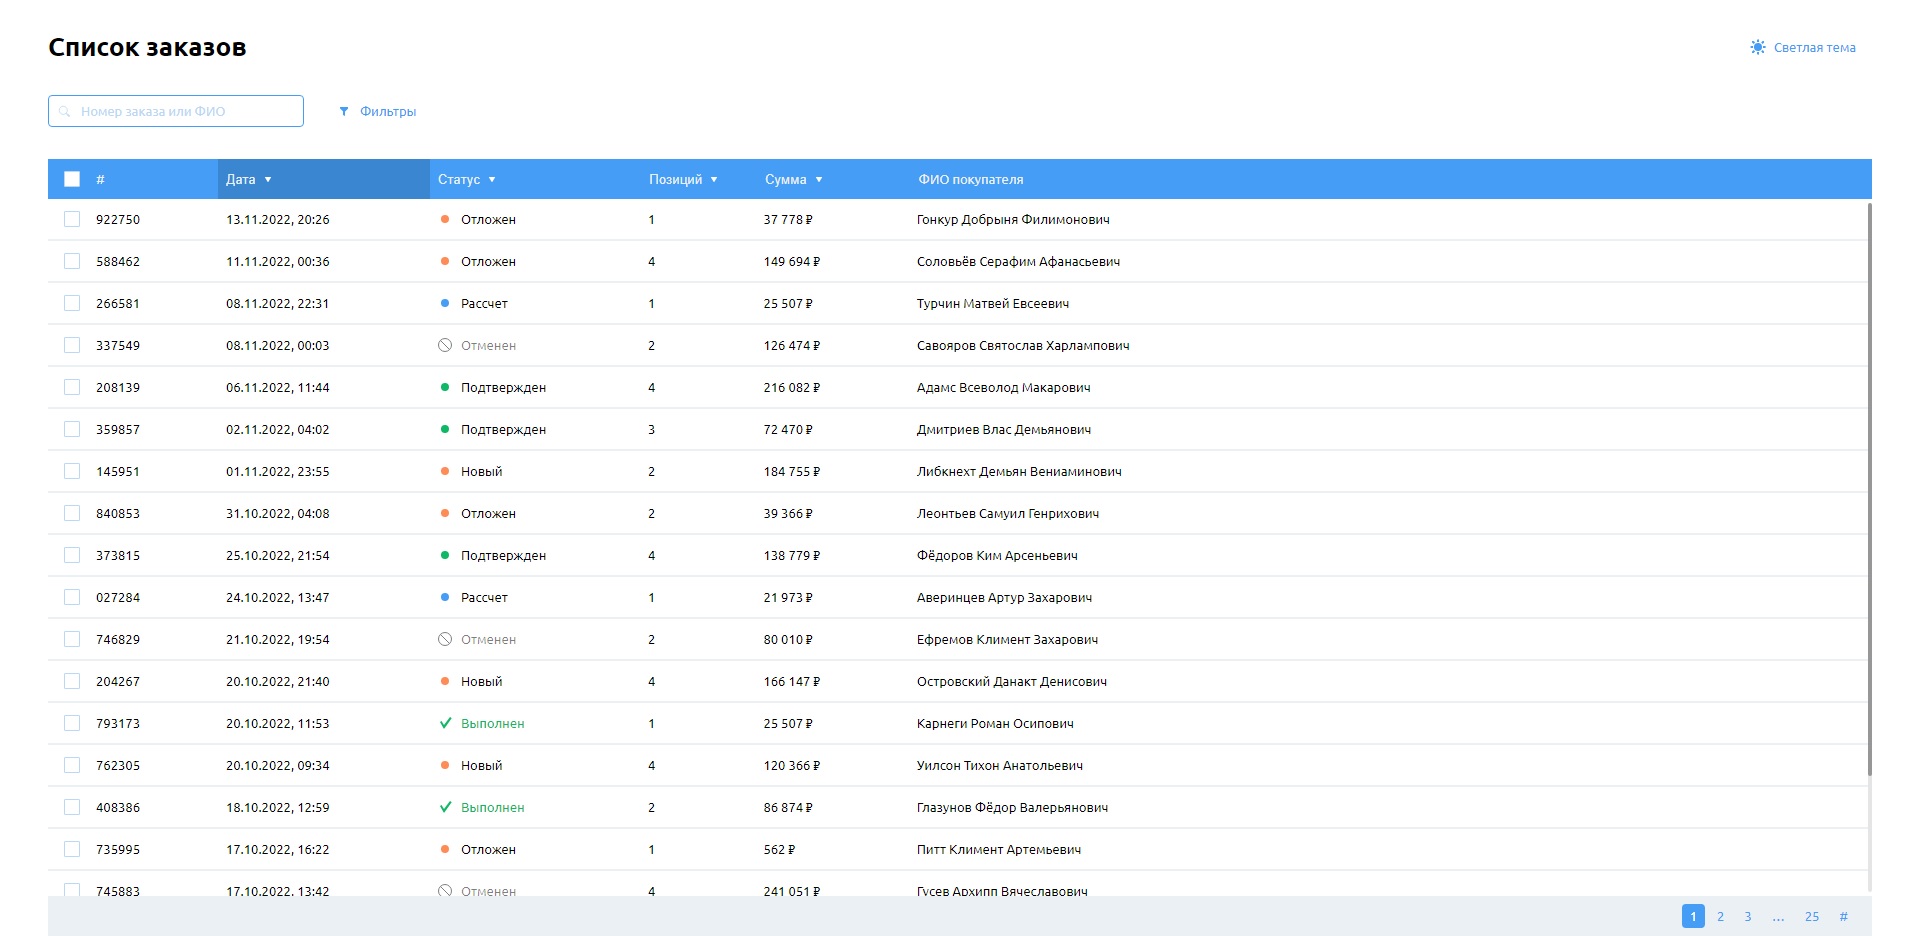 Список заказов
Светлая тема
Номер заказа или ФИО Фильтры
# Дата Статус Позиций Сумма ФИО покупателя
922750 13.11.2022, 20:26 Отложен 1 37 778 ₽ Гонкур Добрыня Филимонович
588462 11.11.2022, 00:36 Отложен 4 149 694 ₽ Соловьёв Серафим Афанасьевич
266581 08.11.2022, 22:31 Рассчет 1 25 507 ₽ Турчин Матвей Евсеевич
337549 08.11.2022, 00:03 Отменен 2 126 474 ₽ Савояров Святослав Харлампович
208139 06.11.2022, 11:44 Подтвержден 4 216 082 ₽ Адамс Всеволод Макарович
359857 02.11.2022, 04:02 Подтвержден 3 72 470 ₽ Дмитриев Влас Демьянович
145951 01.11.2022, 23:55 Новый 2 184 755 ₽ Либкнехт Демьян Вениаминович
840853 31.10.2022, 04:08 Отложен 2 39 366 ₽ Леонтьев Самуил Генрихович
373815 25.10.2022, 21:54 Подтвержден 4 138 779 ₽ Фёдоров Ким Арсеньевич
027284 24.10.2022, 13:47 Рассчет 1 21 973 ₽ Аверинцев Артур Захарович
746829 21.10.2022, 19:54 Отменен 2 80 010 ₽ Ефремов Климент Захарович
204267 20.10.2022, 21:40 Новый 4 166 147 ₽ Островский Данакт Денисович
793173 20.10.2022, 11:53 Выполнен 1 25 507 ₽ Карнеги Роман Осипович
762305 20.10.2022, 09:34 Новый 4 120 366 ₽ Уилсон Тихон Анатольевич
408386 18.10.2022, 12:59 Выполнен 2 86 874 ₽ Глазунов Фёдор Валерьянович
735995 17.10.2022, 16:22 Отложен 1 562 ₽ Питт Климент Артемьевич
745883 17.10.2022, 13:42 Отменен 4 241 051 ₽ Гусев Архипп Вячеславович
1 2 3 ... 25 #